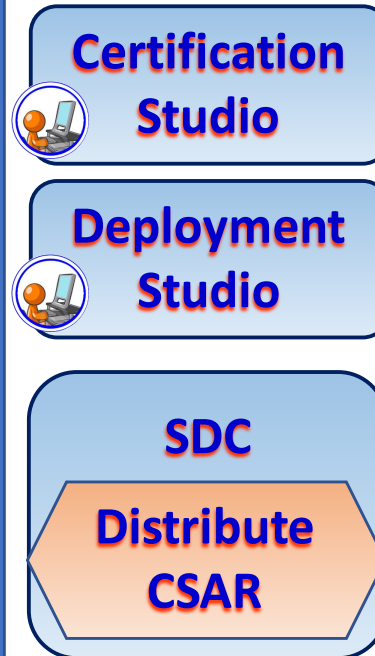 Certification
Studio
Deployment
Studio
SDC
Distribute
CSAR